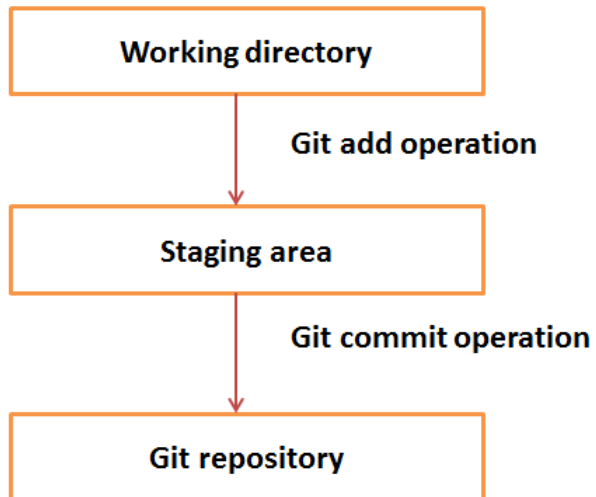 Working directory
Git add operation
Staging area
Git commit operation
Git repository